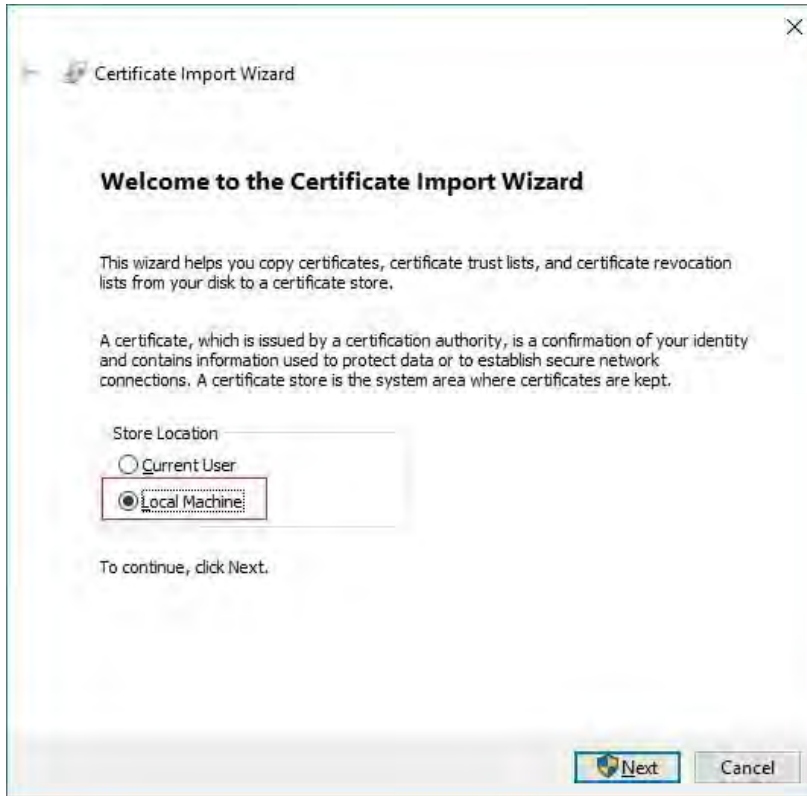 Certificate Import Wizard
Welcome to the Certificate Import Wizard
This wizard helps you copy certificates, certificate trust lists, and certificate revocation
lists from your disk to a certificate store.
A certificate, which is issued by a certification authority, is a confirmation of your identity
and contains information used to protect data or to establish secure network
connections. A certificate store is the system area where certificates are kept.
Store Location
Current User
Local Machine
To continue, click Next.
Next Cancel